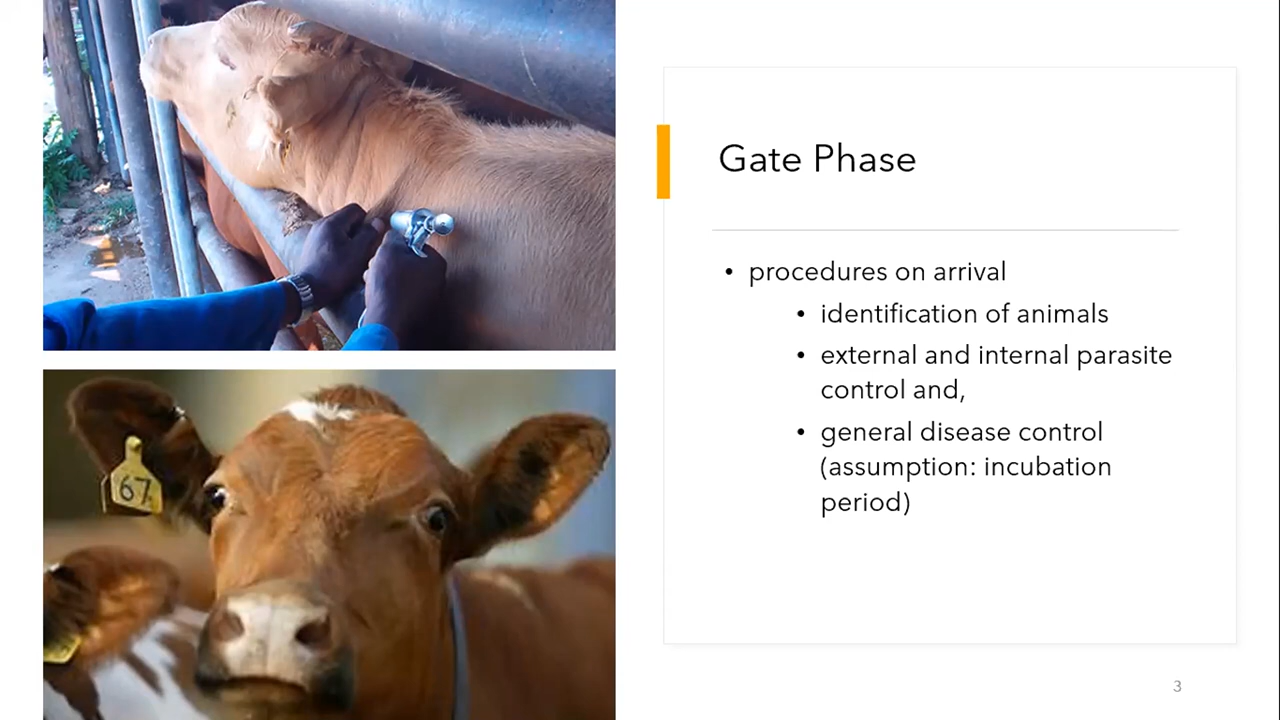 Gate Phase
• procedures on arrival
• identification of animals
• external and internal parasite
control and,
• general disease control
(assumption: incubation
period)
67
3